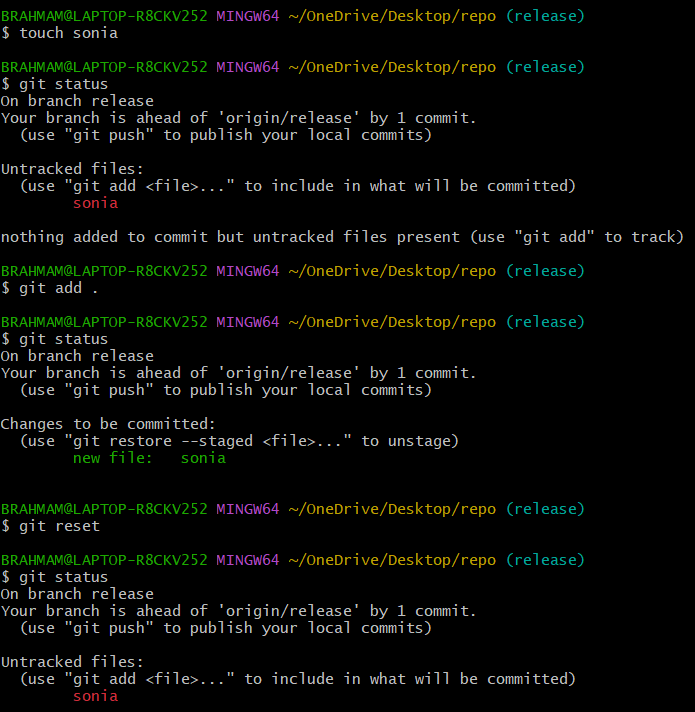 BRAHMAM@LAPTOP-R8CKV252 MINGW64 ~/OneDrive/Desktop/repo (release)
$ touch sonia
BRAHMAM@LAPTOP-R8CKV252 MINGW64 ~/OneDrive/Desktop/repo (release)
$ git status
On branch release
Your branch is ahead of 'origin/release' by 1 commit.
  (use "git push" to publish your local commits)
Untracked files:
  (use "git add <file>..." to include in what will be committed)
        sonia
nothing added to commit but untracked files present (use "git add" to track)
BRAHMAM@LAPTOP-R8CKV252 MINGW64 ~/OneDrive/Desktop/repo (release)
$ git add .
BRAHMAM@LAPTOP-R8CKV252 MINGW64 ~/OneDrive/Desktop/repo (release)
$ git status
On branch release
Your branch is ahead of 'origin/release' by 1 commit.
  (use "git push" to publish your local commits)
Changes to be committed:
  (use "git restore --staged <file>..." to unstage)
        new file:   sonia
BRAHMAM@LAPTOP-R8CKV252 MINGW64 ~/OneDrive/Desktop/repo (release)
$ git reset
BRAHMAM@LAPTOP-R8CKV252 MINGW64 ~/OneDrive/Desktop/repo (release)
$ git status
On branch release
Your branch is ahead of 'origin/release' by 1 commit.
  (use "git push" to publish your local commits)
Untracked files:
  (use "git add <file>..." to include in what will be committed)
        sonia